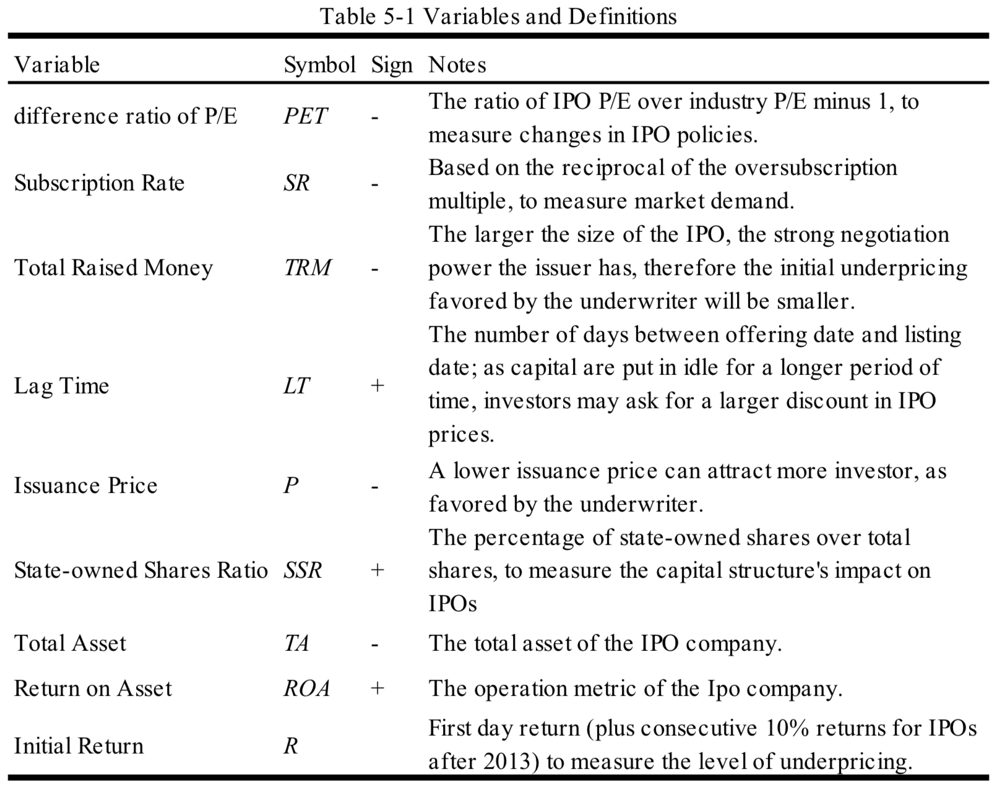 Table 5-1 Variables and Definitions
Variable Symbol Sign Notes
difference ratio of P/E PET - The ratio of IPO P/E over industry P/E minus 1, to
measure changes in IPO policies.
Subscription Rate SR - Based on the reciprocal of the oversubscription
multiple, to measure market demand.
The larger the size of the IPO, the strong negotiation
Total Raised Money TRM - power the issuer has, therefore the initial underpricing
favored by the underwriter will be smaller.
The number of days between offering date and listing
date; as capital are put in idle for a longer period of
Lag Time LT + time, investors may ask for a larger discount in IPO
prices.
Issuance Price P - A lower issuance price can attract more investor, as
favored by the underwriter.
The percentage of state-owned shares over total
State-owned Shares Ratio SSR + shares, to measure the capital structure's impact on
IPOs
Total Asset TA - The total asset of the IPO company.
Return on Asset ROA + The operation metric of the Ipo company.
Initial Return R First day return (plus consecutive 10% returns for IPOs
after 2013) to measure the level of underpricing.